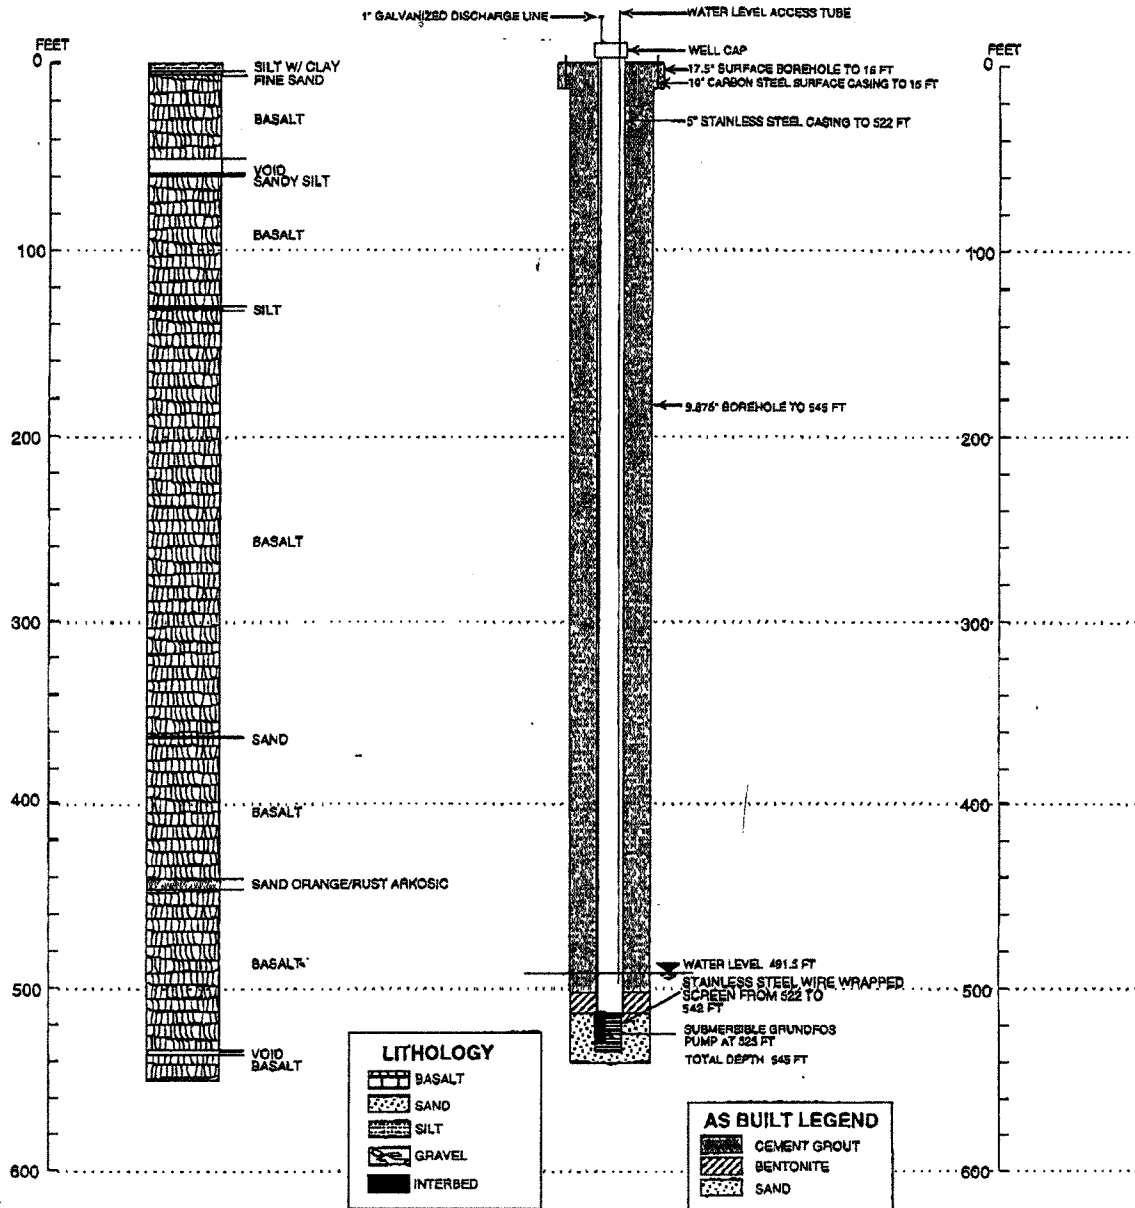 1" GALVANIZED DISCHARGE LINE
WATER LEVEL ACCESS TUBE
FEET
WELL CAP
FEET
0
SILT W/ CLAY
FINE SAND
17.5" SURFACE BOREHOLE TO 15 FT
10" CARBON STEEL SURFACE CASING TO 15 FT
0
BASALT
5" STAINLESS STEEL CASING TO 522 FT
VOID
SANDY SILT
BASALT
100
100
SILT
9.875" BOREHOLE TO 545 FT
200
200
BASALT
300
300
SAND
400
BASALT
400
SAND ORANGE/RUST ARKOSIC
BASALT
WATER LEVEL 491.5 FT
500
STAINLESS STEEL WIRE WRAPPED
SCREEN FROM 522 TO
542 FT
500
SUBMERSIBLE GRUNDFOS
PUMP AT 525 FT
VOID
BASALT
TOTAL DEPTH 545 FT
LITHOLOGY
BASALT
SAND
SILT
GRAVEL
INTERBED
AS BUILT LEGEND
CEMENT GROUT
BENTONITE
SAND
600
600